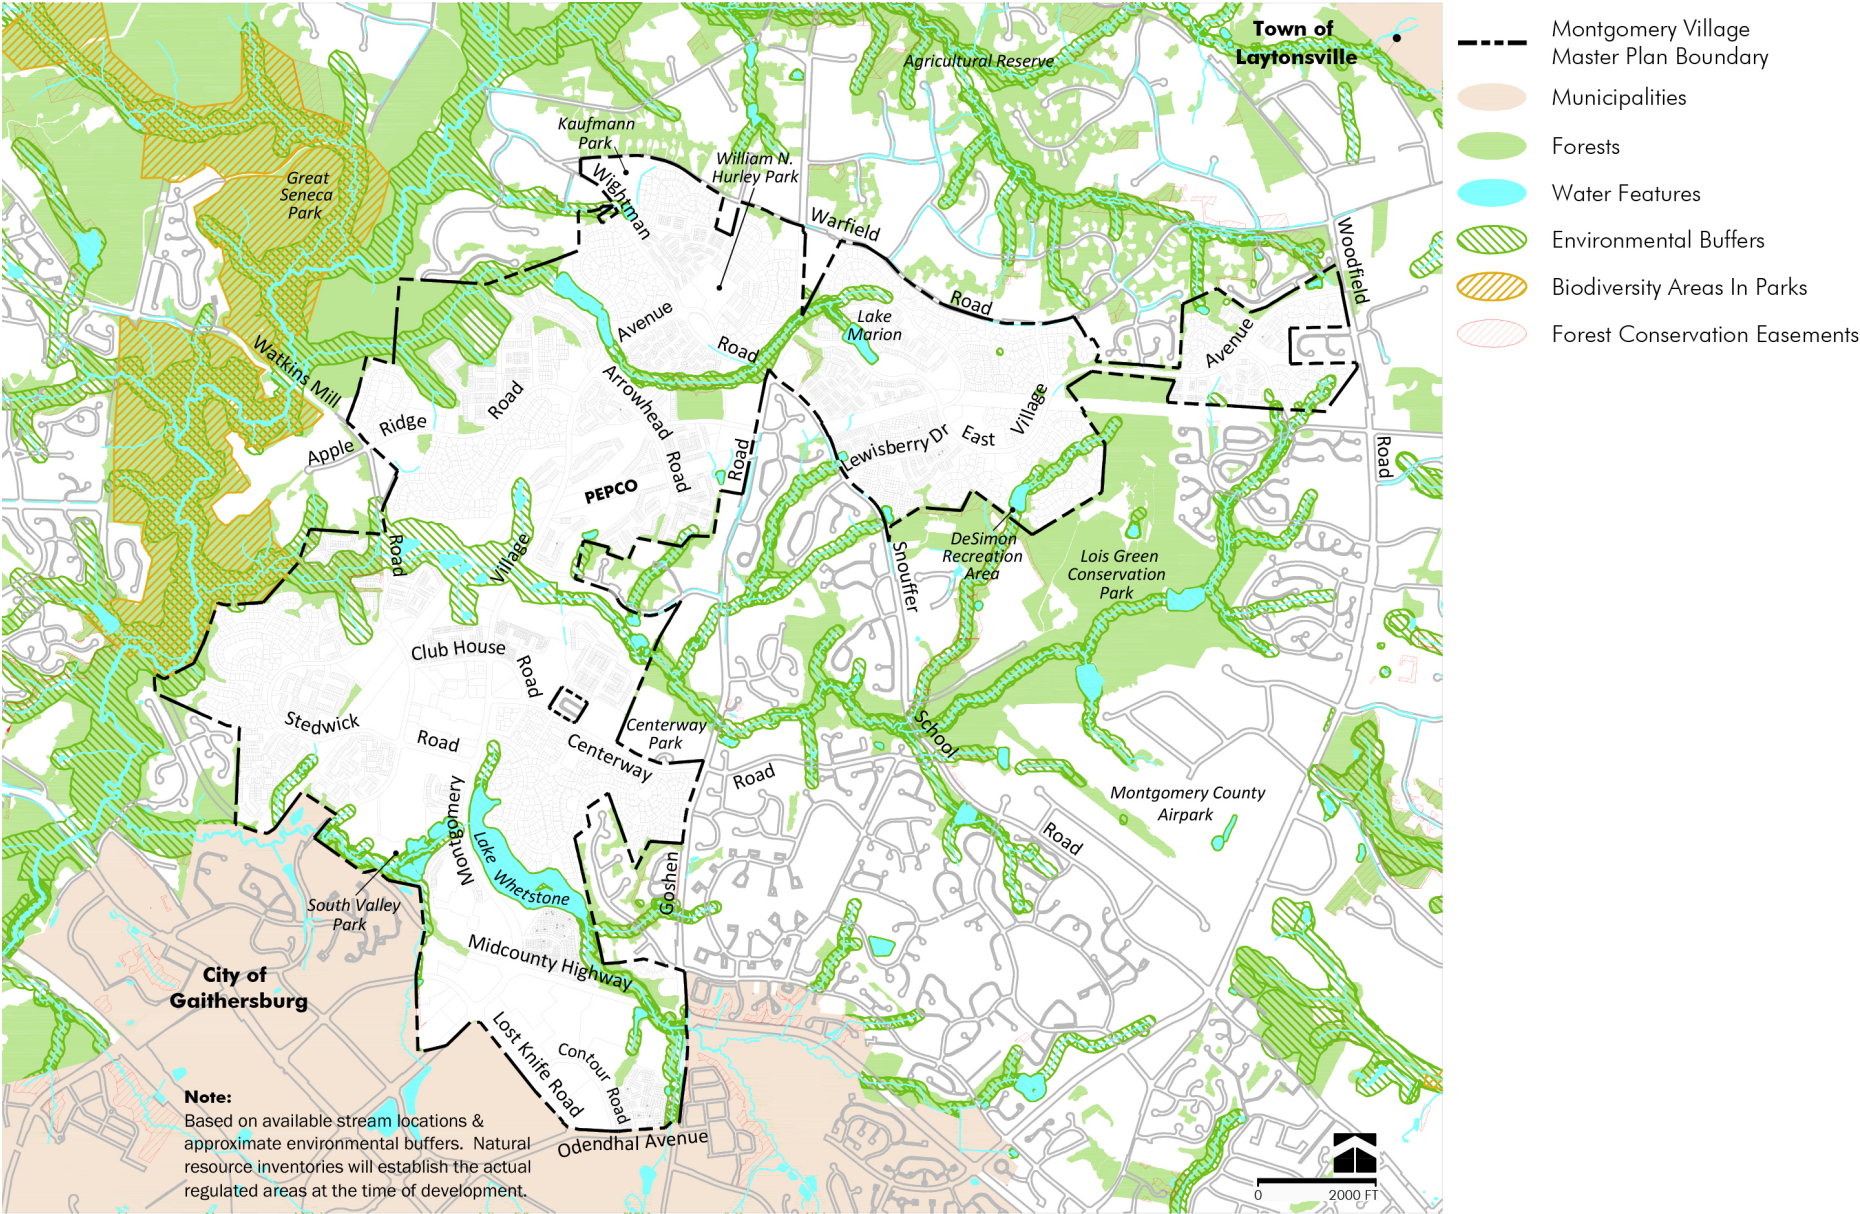 Town of
Laytonsville
Agricultural Reserve
Kaufmann
Park
William N.
Hurley Park
Great
Seneca
Park
Wightman
Warfield
Woodfield
Road
Lake
Marion
Avenue
Road
Avenue
Watkins Mill
Arrowhead
Road
Road
Ridge
Apple
Village
East
Lewisberry Dr
Road
Road
PEPCO
DeSimon
Recreation
Area
Lois Green
Conservation
Park
Snouffer
Road
Village
Club House
Road
Stedwick
Road
Centerway
Park
Centerway
Road
School
Montgomery County
Airpark
Road
Montgomery
Lake
Whetstone
Goshen
South Valley
Park
Midcounty Highway
City of
Gaithersburg
Lost Knife Road
Contour
Road
Odendhal Avenue
Note:
Based on available stream locations &
approximate environmental buffers. Natural
resource inventories will establish the actual
regulated areas at the time of development.
0 2000 FT
Montgomery Village
Master Plan Boundary
Municipalities
Forests
Water Features
Environmental Buffers
Biodiversity Areas In Parks
Forest Conservation Easements